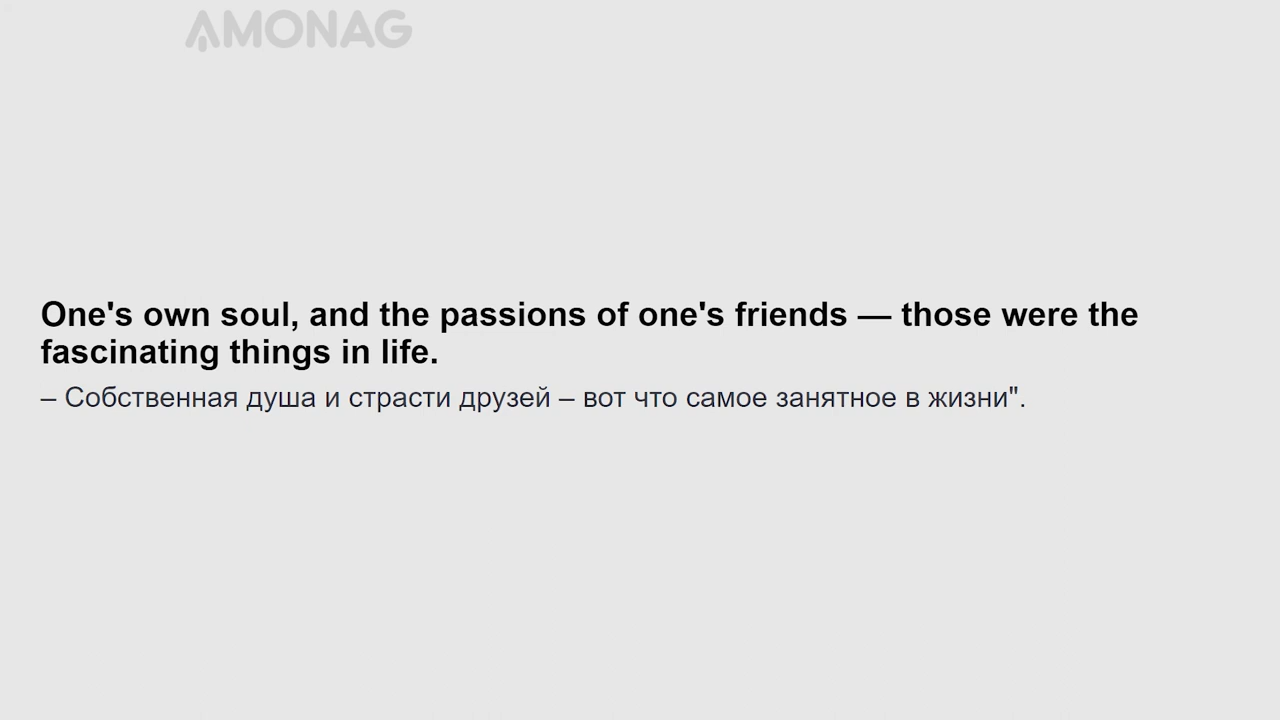 AMONAG
One's own soul, and the passions of one's friends — those were the
fascinating things in life.
– Собственная душа и страсти друзей – вот что самое занятное в жизни".